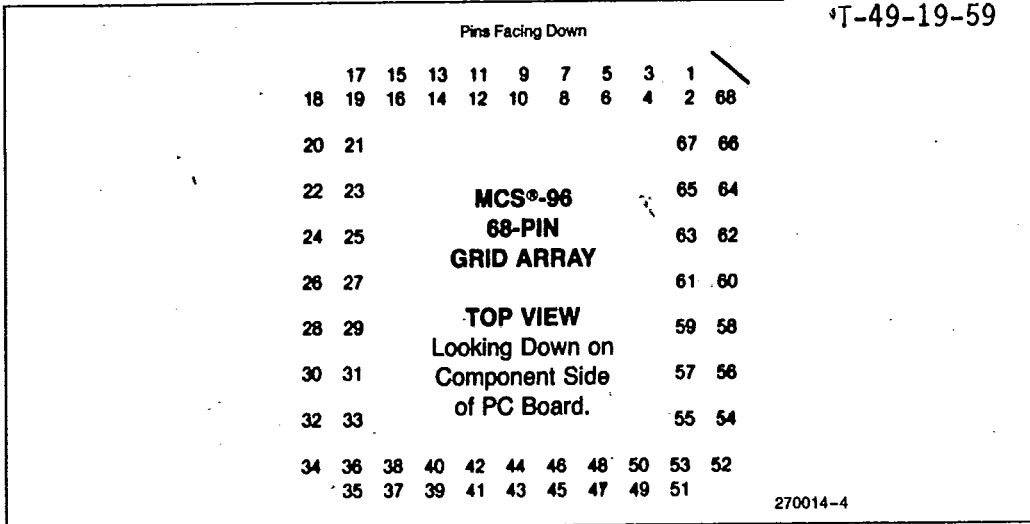 T-49-19-59
Pins Facing Down
17 15 13 11 9 7 5 3 1
18 19 16 14 12 10 8 6 4 2 68
20 21 67 66
22 23 65 64
MCS®-96
24 25 63 62
68-PIN
GRID ARRAY
26 27 61 60
TOP VIEW
28 29 59 58
Looking Down on
30 31 57 56
Component Side
of PC Board.
32 33 55 54
34 36 38 40 42 44 46 48 50 53 52
35 37 39 41 43 45 47 49 51
270014-4